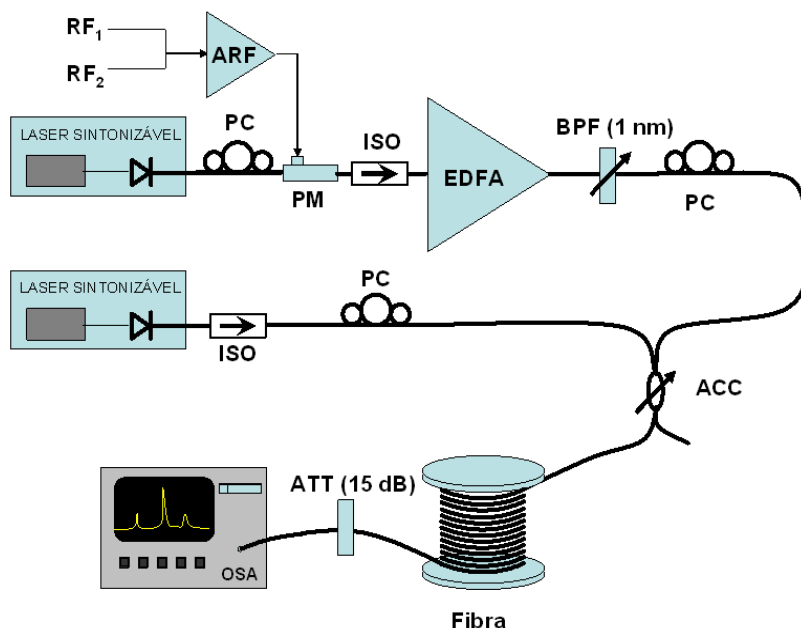 RF1
RF2
ARF
LASER SINTONIZÁVEL
PC
PM
ISO
EDFA
BPF (1 nm)
PC
LASER SINTONIZÁVEL
ISO
PC
ACC
OSA
ATT (15 dB)
Fibra